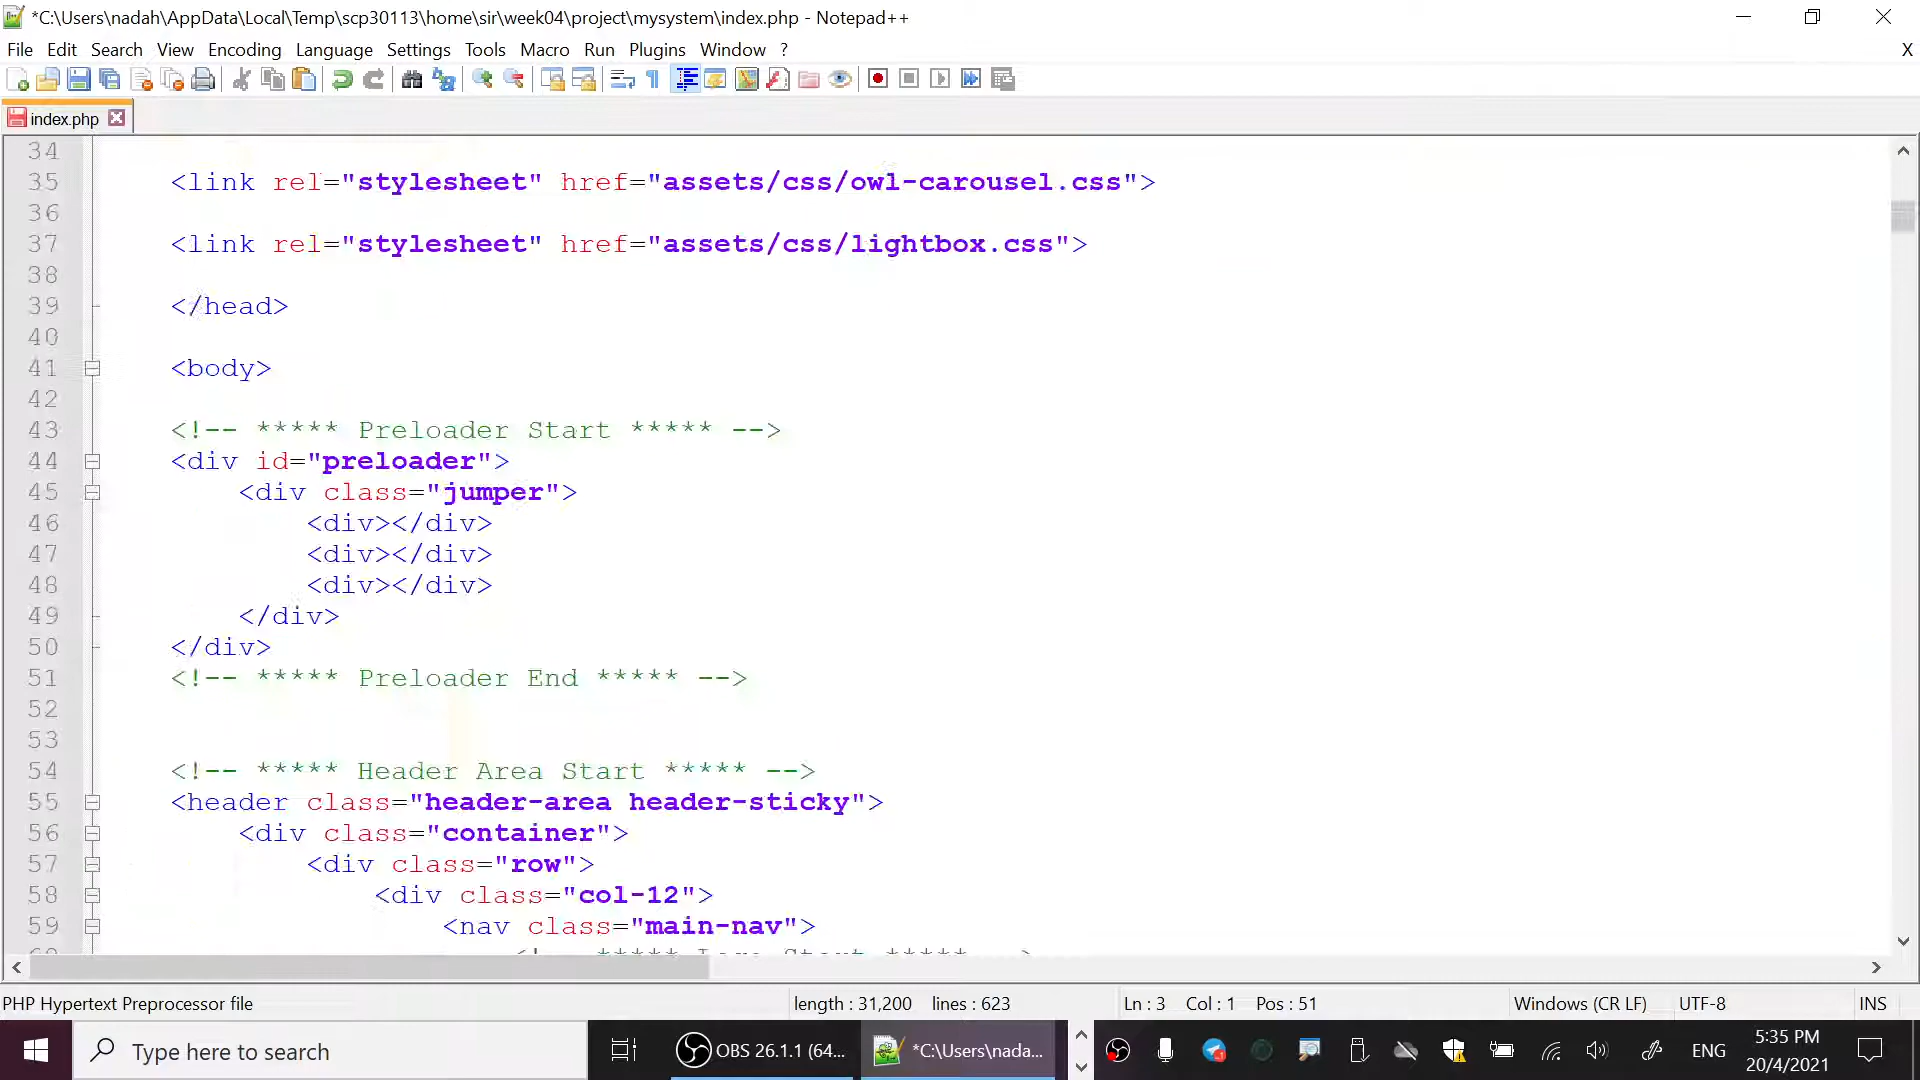 *C:\Users\nadah\AppData\Local\Temp\scp30113\home\sir\week04\project\mysystem\index.php - Notepad++
File Edit Search View Encoding Language Settings Tools Macro Run Plugins Window ? X
index.php
34
35 <link rel="stylesheet" href="assets/css/owl-carousel.css">
36
37 <link rel="stylesheet" href="assets/css/lightbox.css">
38
39 </head>
40
41 <body>
42
43 <!-- ***** Preloader Start ***** -->
44 <div id="preloader">
45 <div class="jumper">
46 <div></div>
47 <div></div>
48 <div></div>
49 </div>
50 </div>
51 <!-- ***** Preloader End ***** -->
52
53
54 <!-- ***** Header Area Start ***** -->
55 <header class="header-area header-sticky">
56 <div class="container">
57 <div class="row">
58 <div class="col-12">
59 <nav class="main-nav">
PHP Hypertext Preprocessor file length : 31,200 lines : 623 Ln : 3 Col : 1 Pos : 51 Windows (CR LF) UTF-8 INS
Type here to search OBS 26.1.1 (64... *C:\Users\nada... ENG 5:35 PM
20/4/2021